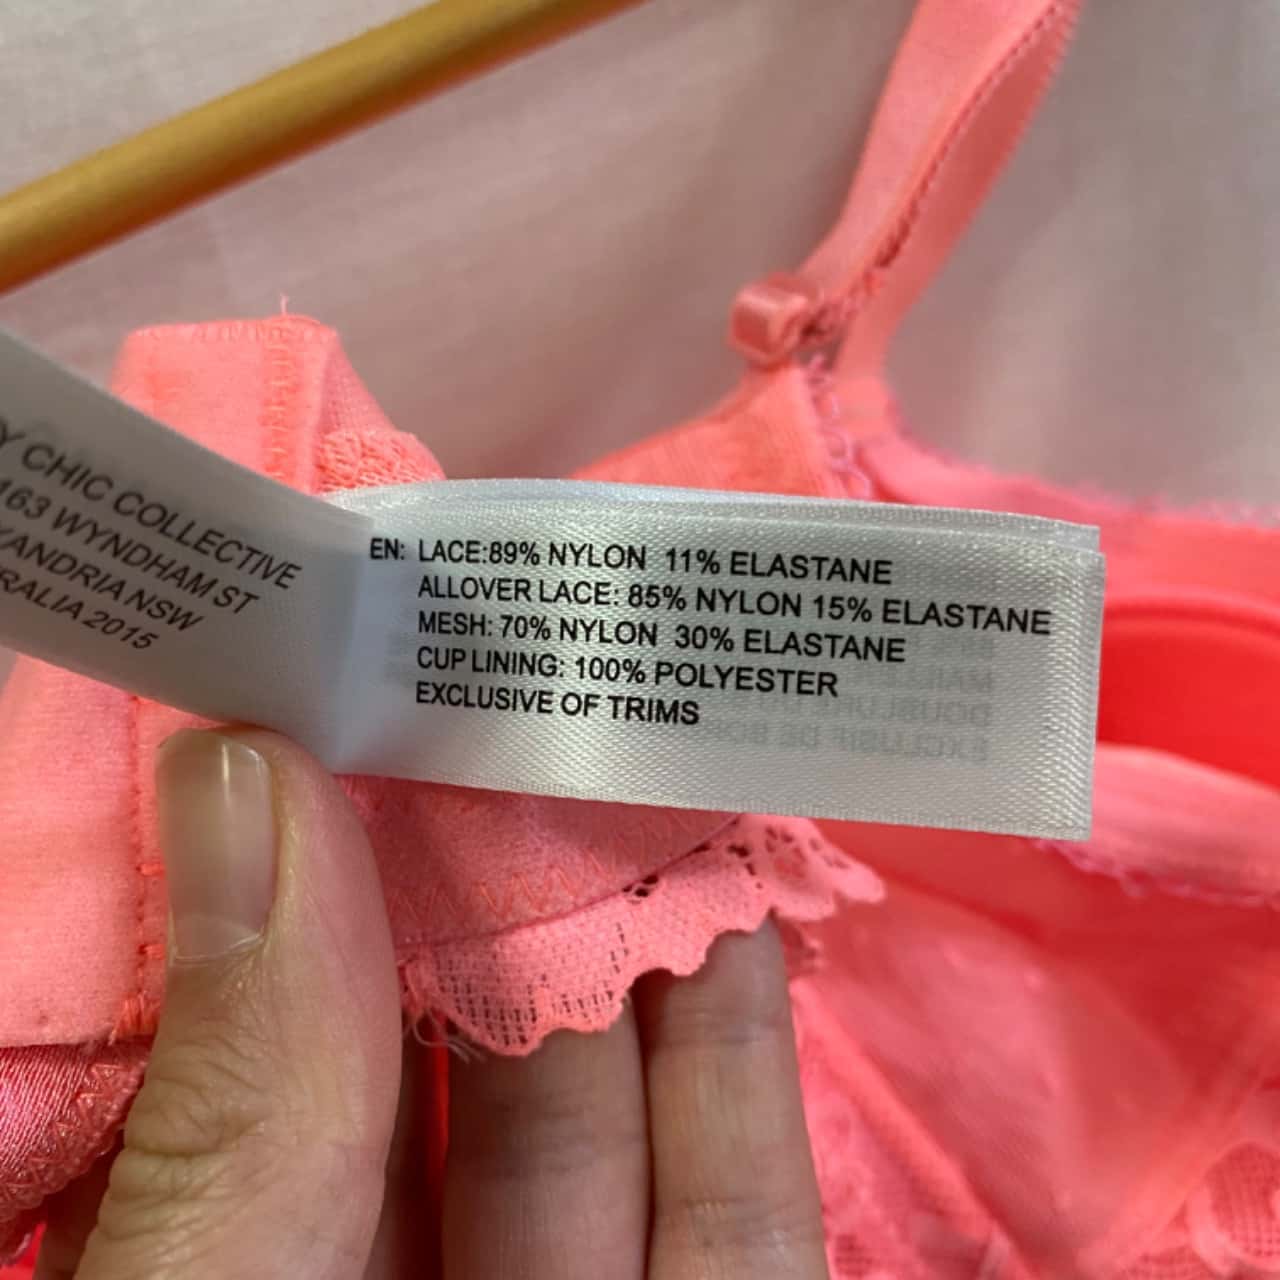 Y CHIC COLLECTIVE
163 WYNDHAM ST
XANDRIA NSW
RALIA 2015
EN: LACE:89% NYLON 11% ELASTANE
ALLOVER LACE: 85% NYLON 15% ELASTANE
MESH: 70% NYLON 30% ELASTANE
CUP LINING: 100% POLYESTER
EXCLUSIVE OF TRIMS